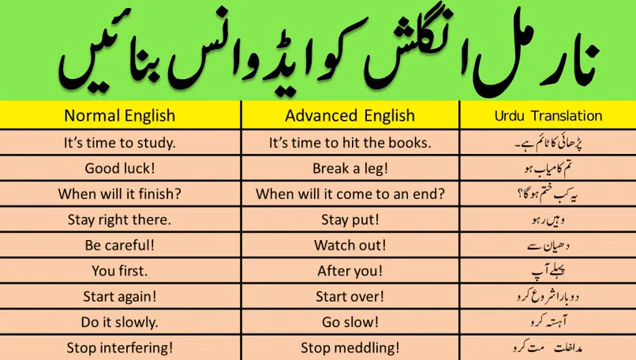 نارمل انگلش کو ایڈوانس بنائیں
Normal English Advanced English Urdu Translation
It's time to study. It's time to hit the books. پڑھائی کا ٹائم ہے۔
Good luck! Break a leg! تم کامیاب ہو
When will it finish? When will it come to an end? یہ کب ختم ہو گا؟
Stay right there. Stay put! وہیں رہو
Be careful! Watch out! دھیان سے
You first. After you! پہلے آپ
Start again! Start over! دوبارا شروع کرو
Do it slowly. Go slow! آہستہ کرو
Stop interfering! Stop meddling! مداخلت مت کرو